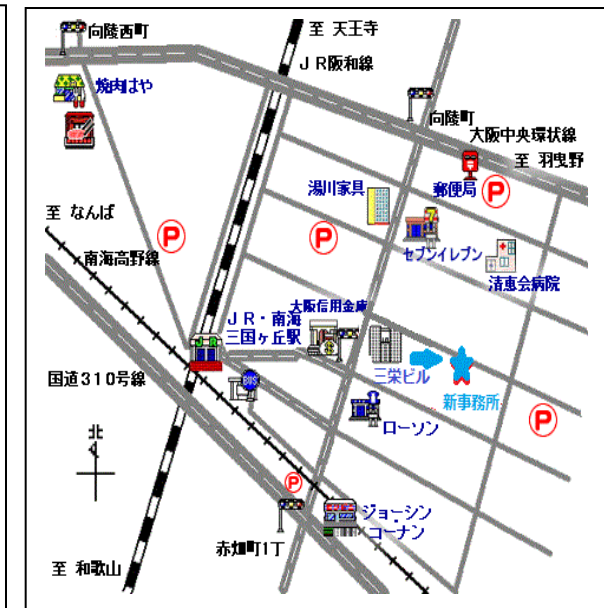 向陵西町
至 天王寺
JR阪和線
焼肉はや
向陵町
大阪中央環状線
至 羽曳野
湯川家具
郵便局
P
至 なんば
P
P
セブンイレブン
南海高野線
清恵会病院
大阪信用金庫
JR・南海
三国ヶ丘駅
三栄ビル
国道310号線
BUS
新事務所
ローソン
P
北
P
ジョーシン
・コーナン
赤畑町1丁
至 和歌山